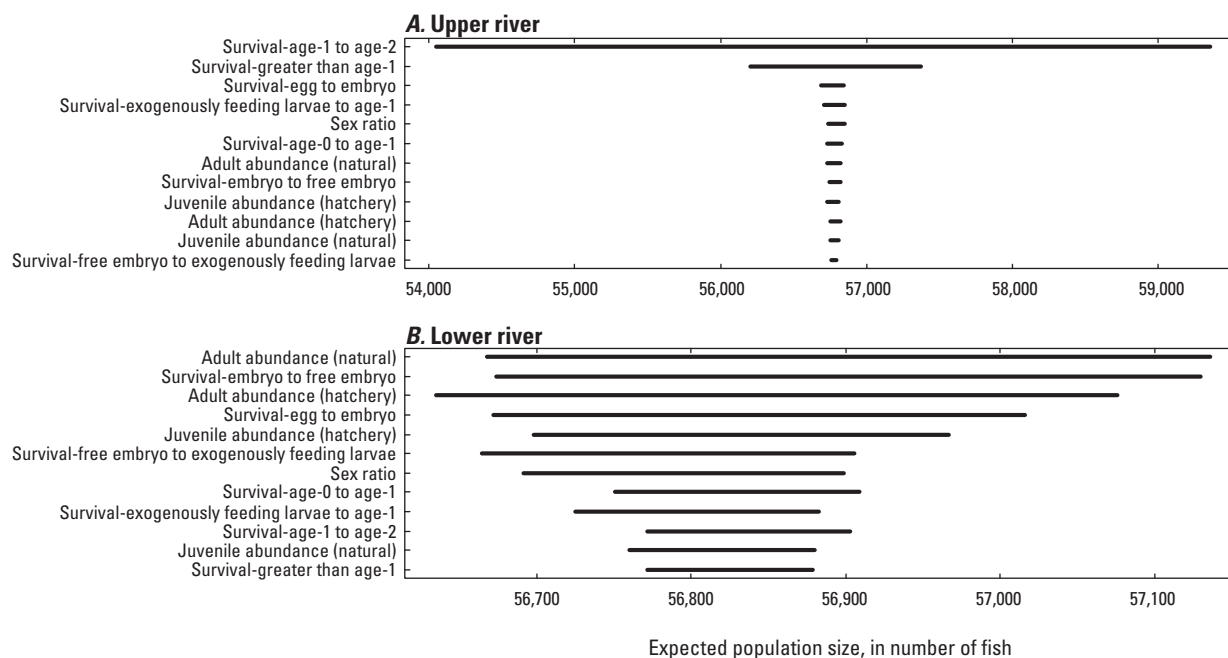 A. Upper river
Survival-age-1 to age-2
Survival-greater than age-1
Survival-egg to embryo
Survival-exogenously feeding larvae to age-1
Sex ratio
Survival-age-0 to age-1
Adult abundance (natural)
Survival-embryo to free embryo
Juvenile abundance (hatchery)
Adult abundance (hatchery)
Juvenile abundance (natural)
Survival-free embryo to exogenously feeding larvae
54,000 55,000 56,000 57,000 58,000 59,000
B. Lower river
Adult abundance (natural)
Survival-embryo to free embryo
Adult abundance (hatchery)
Survival-egg to embryo
Juvenile abundance (hatchery)
Survival-free embryo to exogenously feeding larvae
Sex ratio
Survival-age-0 to age-1
Survival-exogenously feeding larvae to age-1
Survival-age-1 to age-2
Juvenile abundance (natural)
Survival-greater than age-1
56,700 56,800 56,900 57,000 57,100
Expected population size, in number of fish